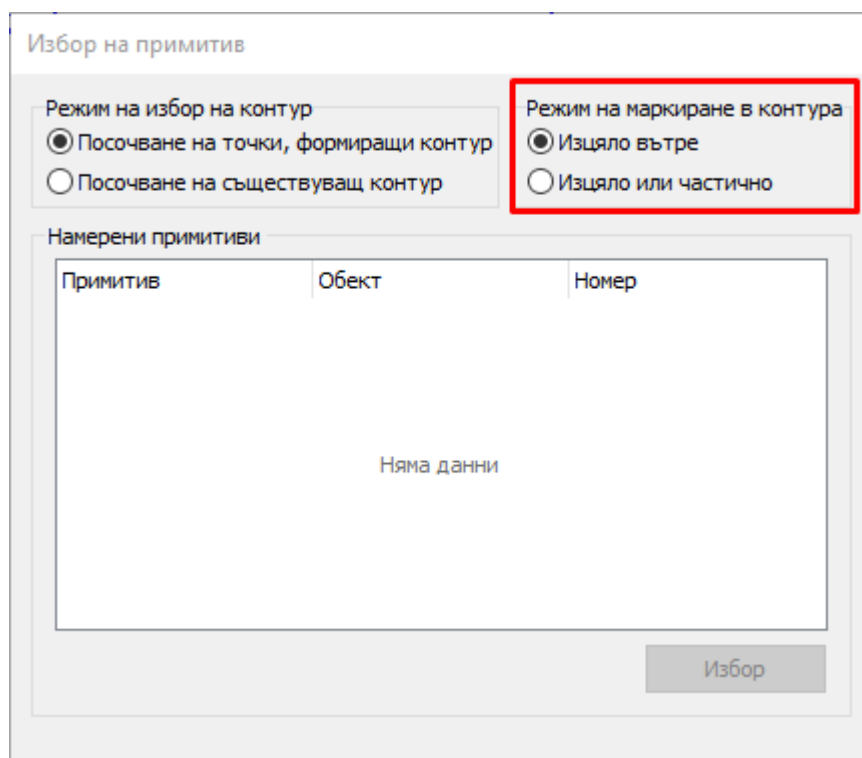 Избор на примитив
Режим на избор на контур
Посочване на точки, формиращи контур
Посочване на съществуващ контур
Режим на маркиране в контура
Изцяло вътре
Изцяло или частично
Намерени примитиви
Примитив Обект Номер
Няма данни
Избор